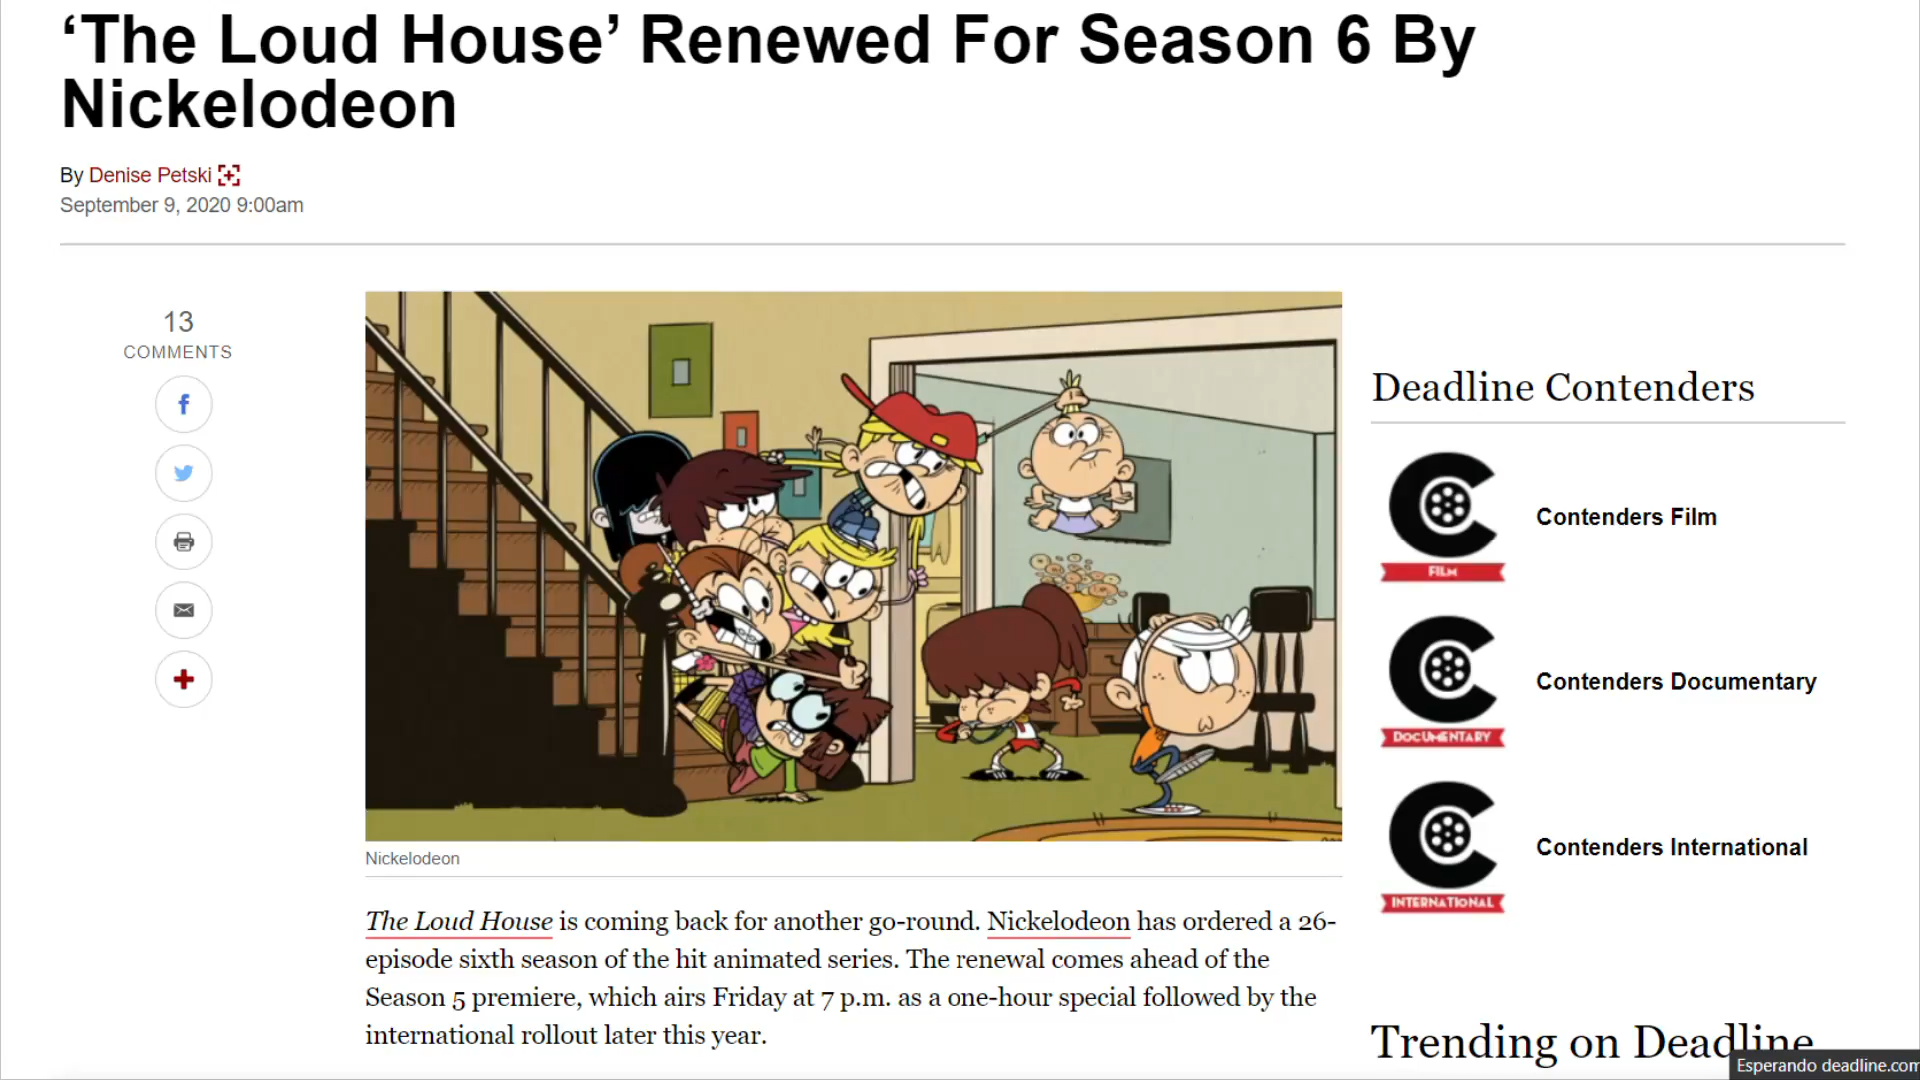 ‘The Loud House’ Renewed For Season 6 By
Nickelodeon
By Denise Petski
September 9, 2020 9:00am
13
COMMENTS
Nickelodeon
The Loud House is coming back for another go-round. Nickelodeon has ordered a 26-
episode sixth season of the hit animated series. The renewal comes ahead of the
Season 5 premiere, which airs Friday at 7 p.m. as a one-hour special followed by the
international rollout later this year.
Deadline Contenders
FILM
Contenders Film
DOCUMENTARY
Contenders Documentary
INTERNATIONAL
Contenders International
Trending on Deadline
Esperando deadline.com